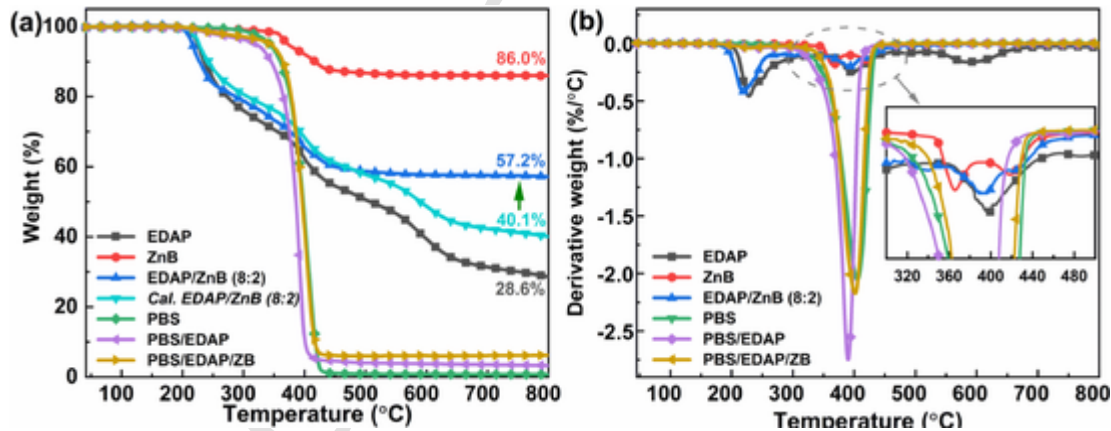 (a)
100
80
60
40
20
0
Weight (%)
86.0%
57.2%
40.1%
28.6%
EDAP
ZnB
EDAP/ZnB (8:2)
Cal. EDAP/ZnB (8:2)
PBS
PBS/EDAP
PBS/EDAP/ZB
100 200 300 400 500 600 700 800
Temperature (°C)
(b)
0.0
-0.5
-1.0
-1.5
-2.0
-2.5
Derivative weight (%/°C)
EDAP
ZnB
EDAP/ZnB (8:2)
PBS
PBS/EDAP
PBS/EDAP/ZB
320 360 400 440 480
100 200 300 400 500 600 700 800
Temperature (°C)